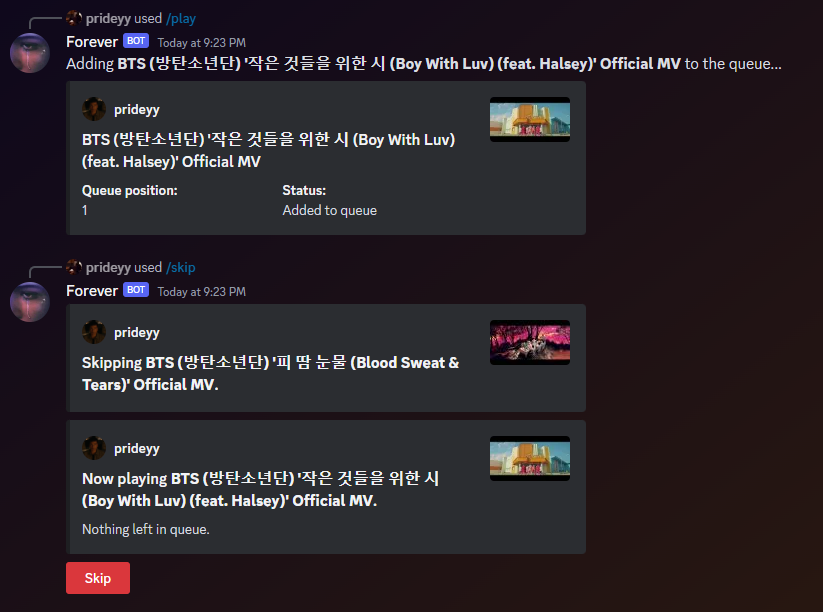 prideyy used /play
Forever BOT Today at 9:23 PM
Adding BTS (방탄소년단) '작은 것들을 위한 시 (Boy With Luv) (feat. Halsey)' Official MV to the queue...
prideyy
BTS (방탄소년단) '작은 것들을 위한 시 (Boy With Luv)
(feat. Halsey)' Official MV
Queue position: Status:
1 Added to queue
prideyy used /skip
Forever BOT Today at 9:23 PM
prideyy
Skipping BTS (방탄소년단) '피 땀 눈물 (Blood Sweat &
Tears)' Official MV.
prideyy
Now playing BTS (방탄소년단) '작은 것들을 위한 시
(Boy With Luv) (feat. Halsey)' Official MV.
Nothing left in queue.
Skip